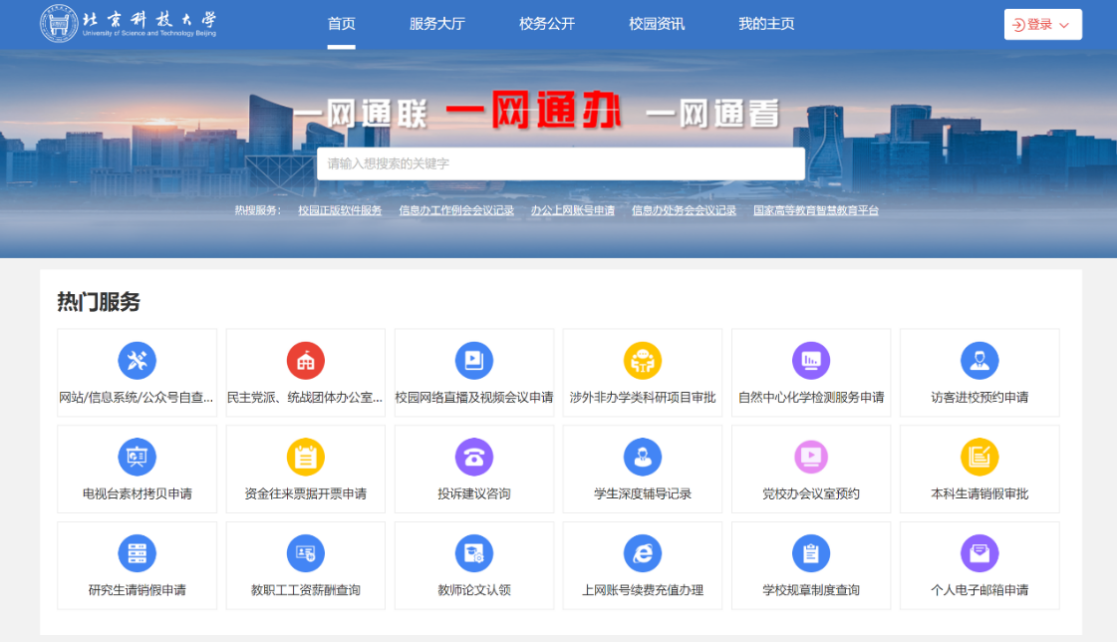 北京科技大学
University of Science and Technology Beijing
首页 服务大厅 校务公开 校园资讯 我的主页 登录
一网通联 一网通办 一网通看
请输入想搜索的关键字
热搜服务： 校园正版软件服务 信息办工作例会会议记录 办公上网账号申请 信息办处务会会议记录 国家高等教育智慧教育平台
热门服务
网站/信息系统/公众号自查... 民主党派、统战团体办公室... 校园网络直播及视频会议申请 涉外非办学类科研项目审批 自然中心化学检测服务申请 访客进校预约申请
电视台素材拷贝申请 资金往来票据开票申请 投诉建议咨询 学生深度辅导记录 党校办会议室预约 本科生请销假审批
研究生请销假申请 教职工工资薪酬查询 教师论文认领 上网账号续费充值办理 学校规章制度查询 个人电子邮箱申请